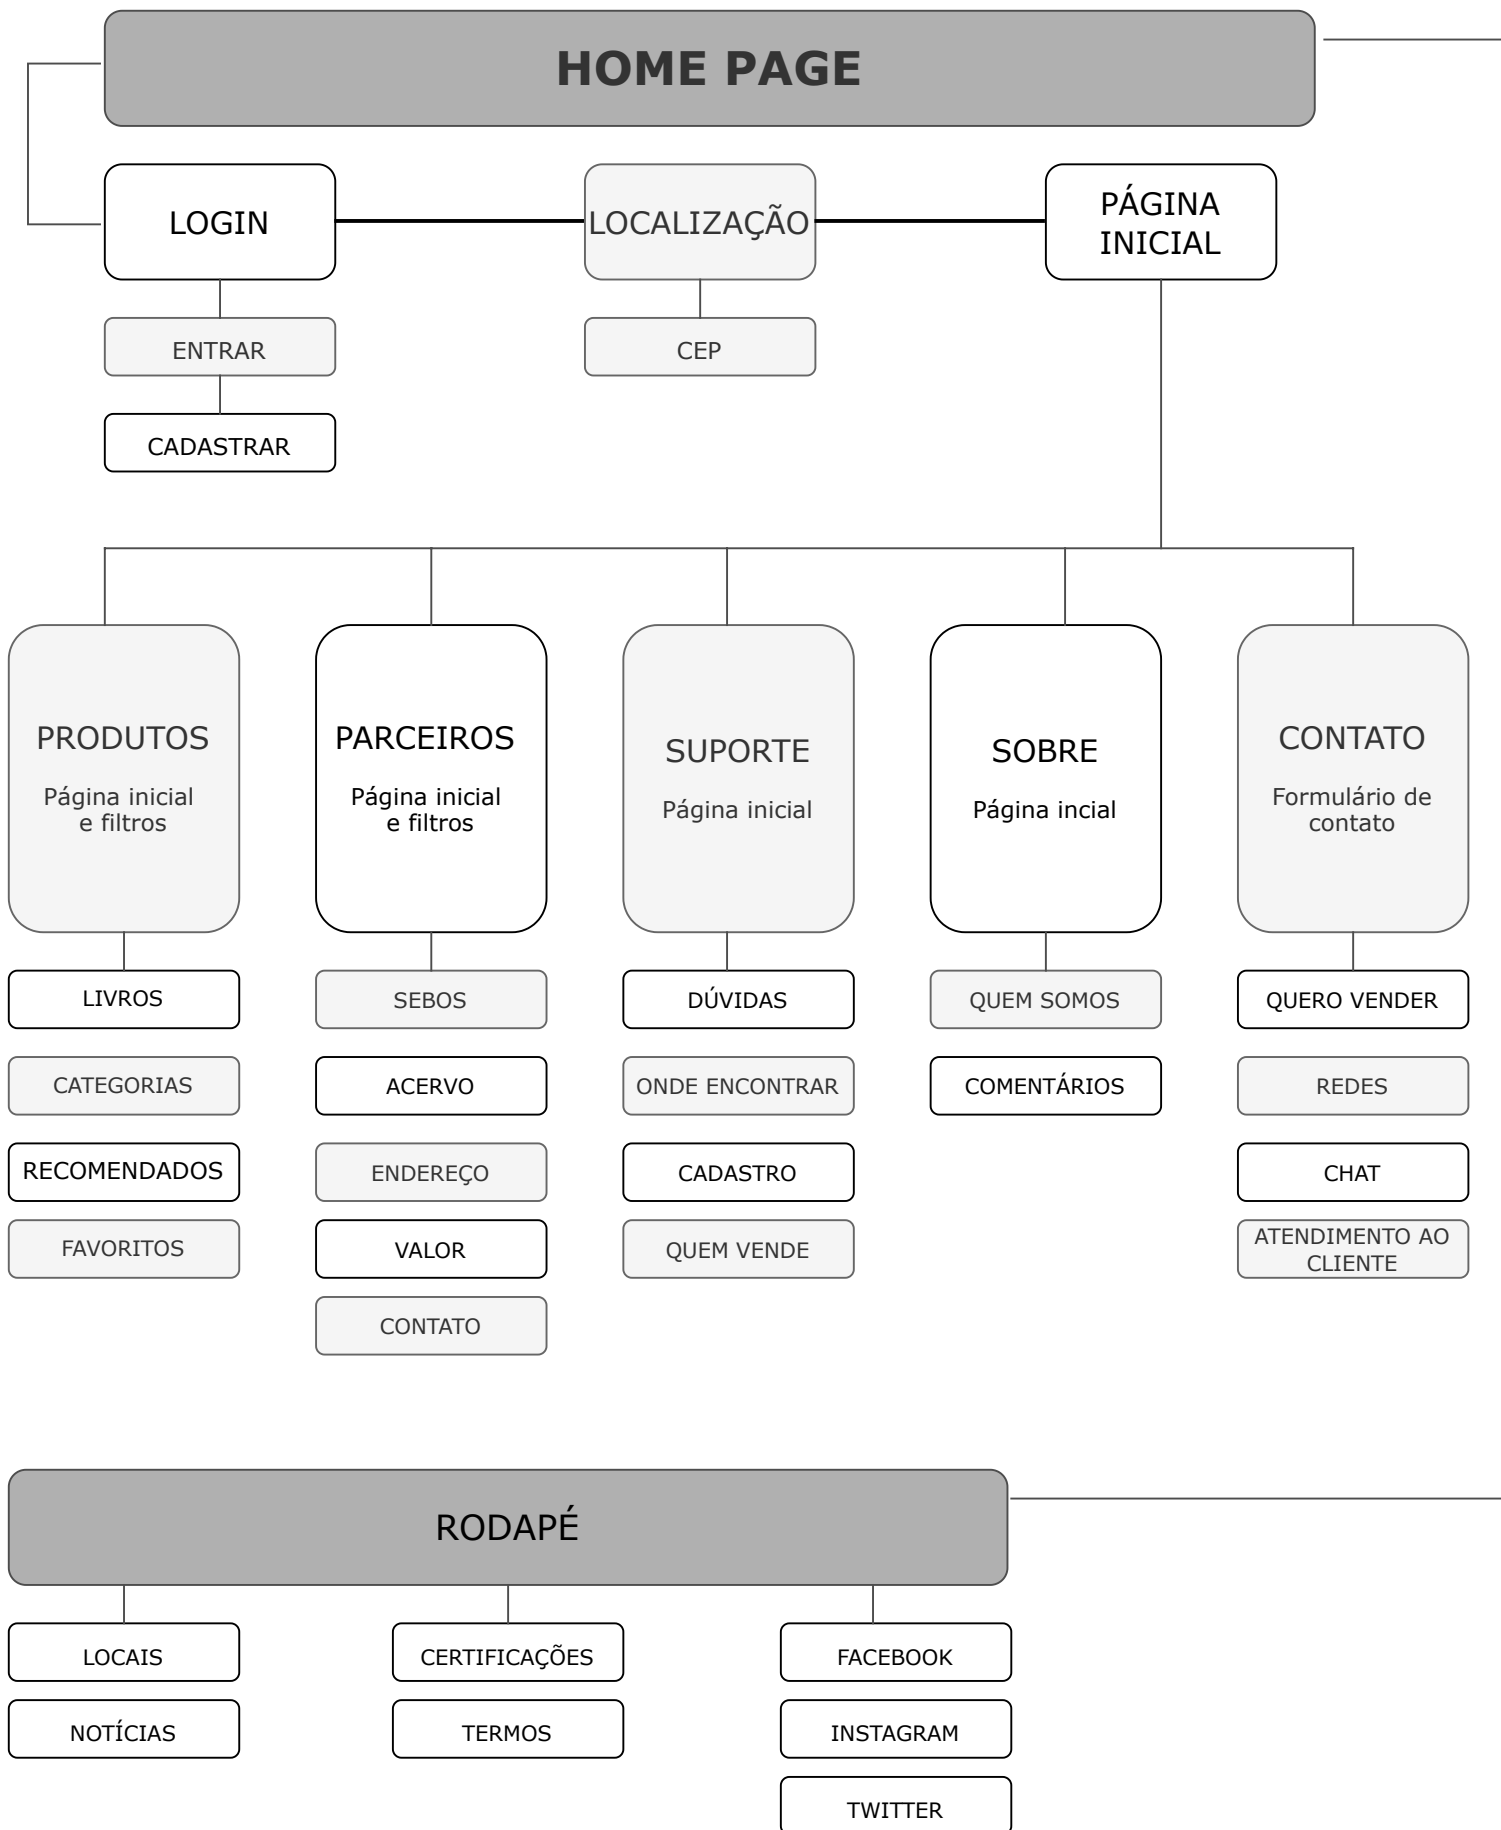 HOME PAGE
LOGIN
LOCALIZAÇÃO
PÁGINA
INICIAL
ENTRAR
CEP
CADASTRAR
PRODUTOS
Página inicial
e filtros
PARCEIROS
Página inicial
e filtros
SUPORTE
Página inicial
SOBRE
Página incial
CONTATO
Formulário de
contato
LIVROS
CATEGORIAS
RECOMENDADOS
FAVORITOS
SEBOS
ACERVO
ENDEREÇO
VALOR
CONTATO
DÚVIDAS
ONDE ENCONTRAR
CADASTRO
QUEM VENDE
QUEM SOMOS
COMENTÁRIOS
QUERO VENDER
REDES
CHAT
ATENDIMENTO AO
CLIENTE
RODAPÉ
LOCAIS
NOTÍCIAS
CERTIFICAÇÕES
TERMOS
FACEBOOK
INSTAGRAM
TWITTER